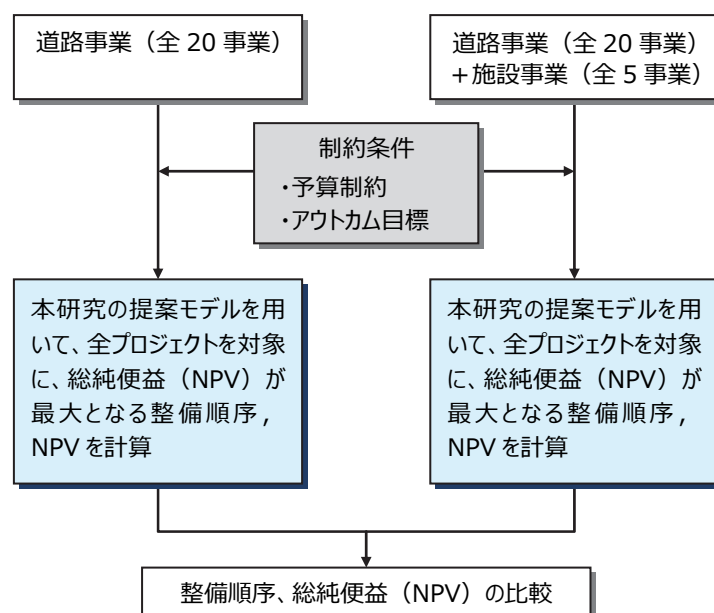 道路事業（全 20 事業）
道路事業（全 20 事業）
＋施設事業（全 5 事業）
制約条件
・予算制約
・アウトカム目標
本研究の提案モデルを用
いて、全プロジェクトを対象
に、総純便益（NPV）が
最大となる整備順序，
NPV を計算
本研究の提案モデルを用
いて、全プロジェクトを対象
に、総純便益（NPV）が
最大となる整備順序，
NPV を計算
整備順序、総純便益（NPV）の比較